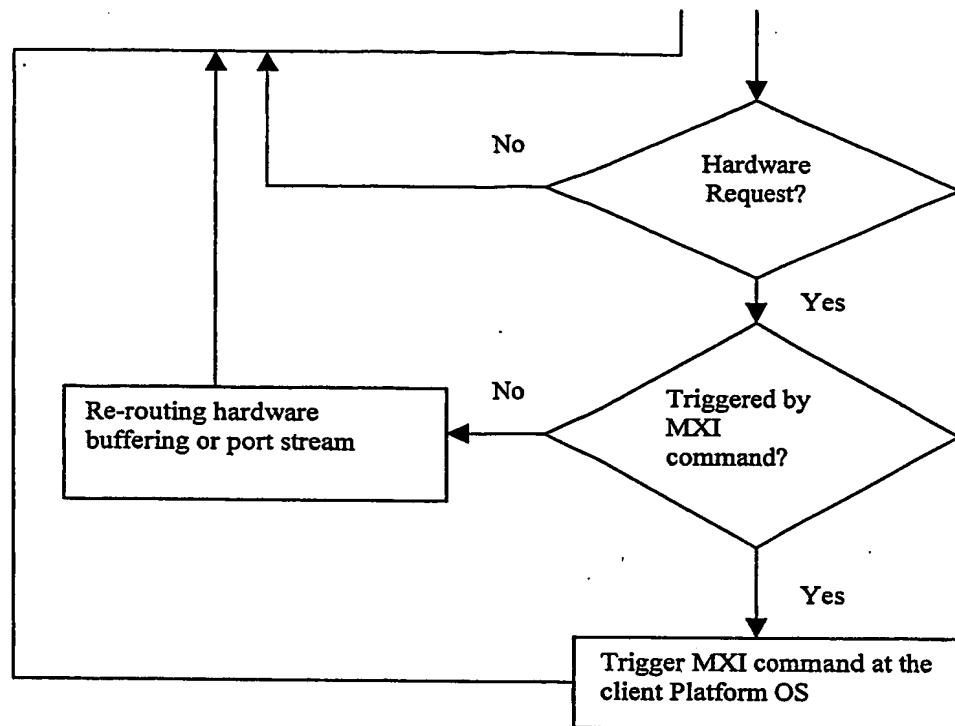 No
Hardware
Request?
Yes
No
Triggered by
MXI
command?
Re-routing hardware
buffering or port stream
Yes
Trigger MXI command at the
client Platform OS